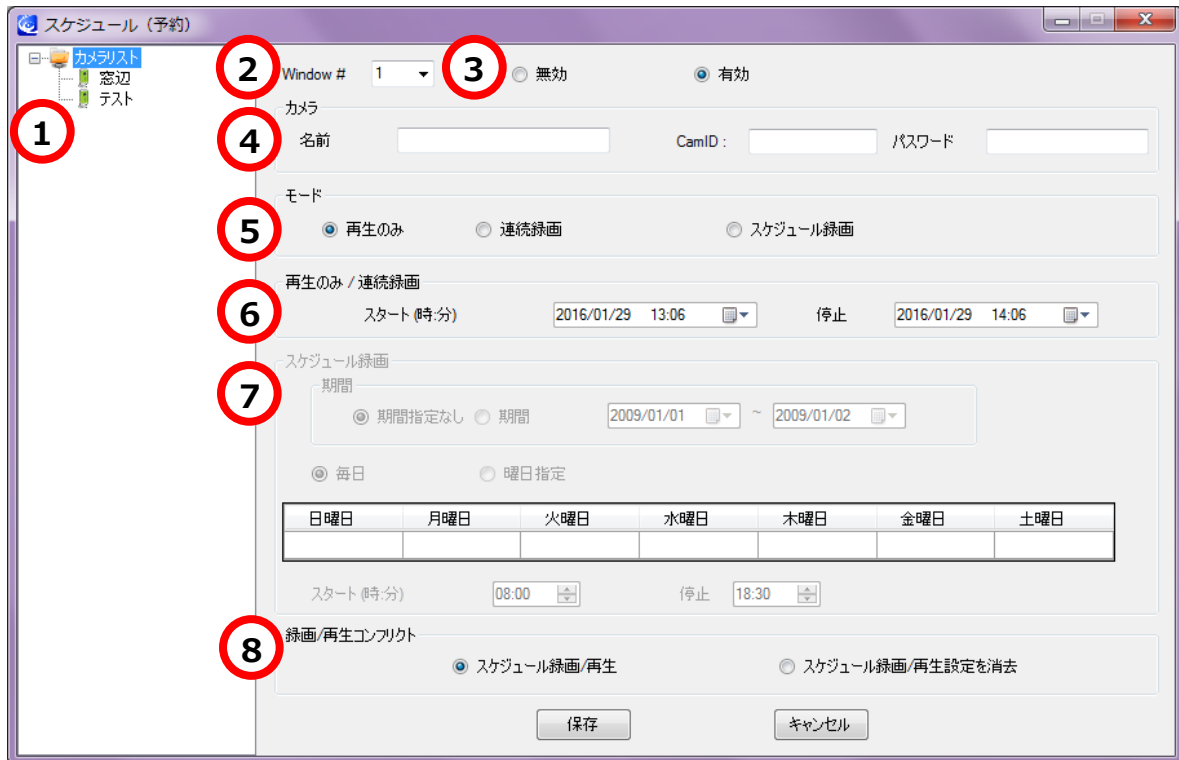 スケジュール（予約）
カメラリスト
窓辺
テスト
1
2 Window # 1 3 無効 有効
カメラ
4 名前 CamID : パスワード
モード
5 再生のみ 連続録画 スケジュール録画
再生のみ / 連続録画
6 スタート(時:分) 2016/01/29 13:06 停止 2016/01/29 14:06
スケジュール録画
7 期間
期間指定なし 期間 2009/01/01 ~ 2009/01/02
毎日 曜日指定
日曜日 月曜日 火曜日 水曜日 木曜日 金曜日 土曜日
スタート(時:分) 08:00 停止 18:30
録画/再生コンフリクト
8 スケジュール録画/再生 スケジュール録画/再生設定を消去
保存 キャンセル